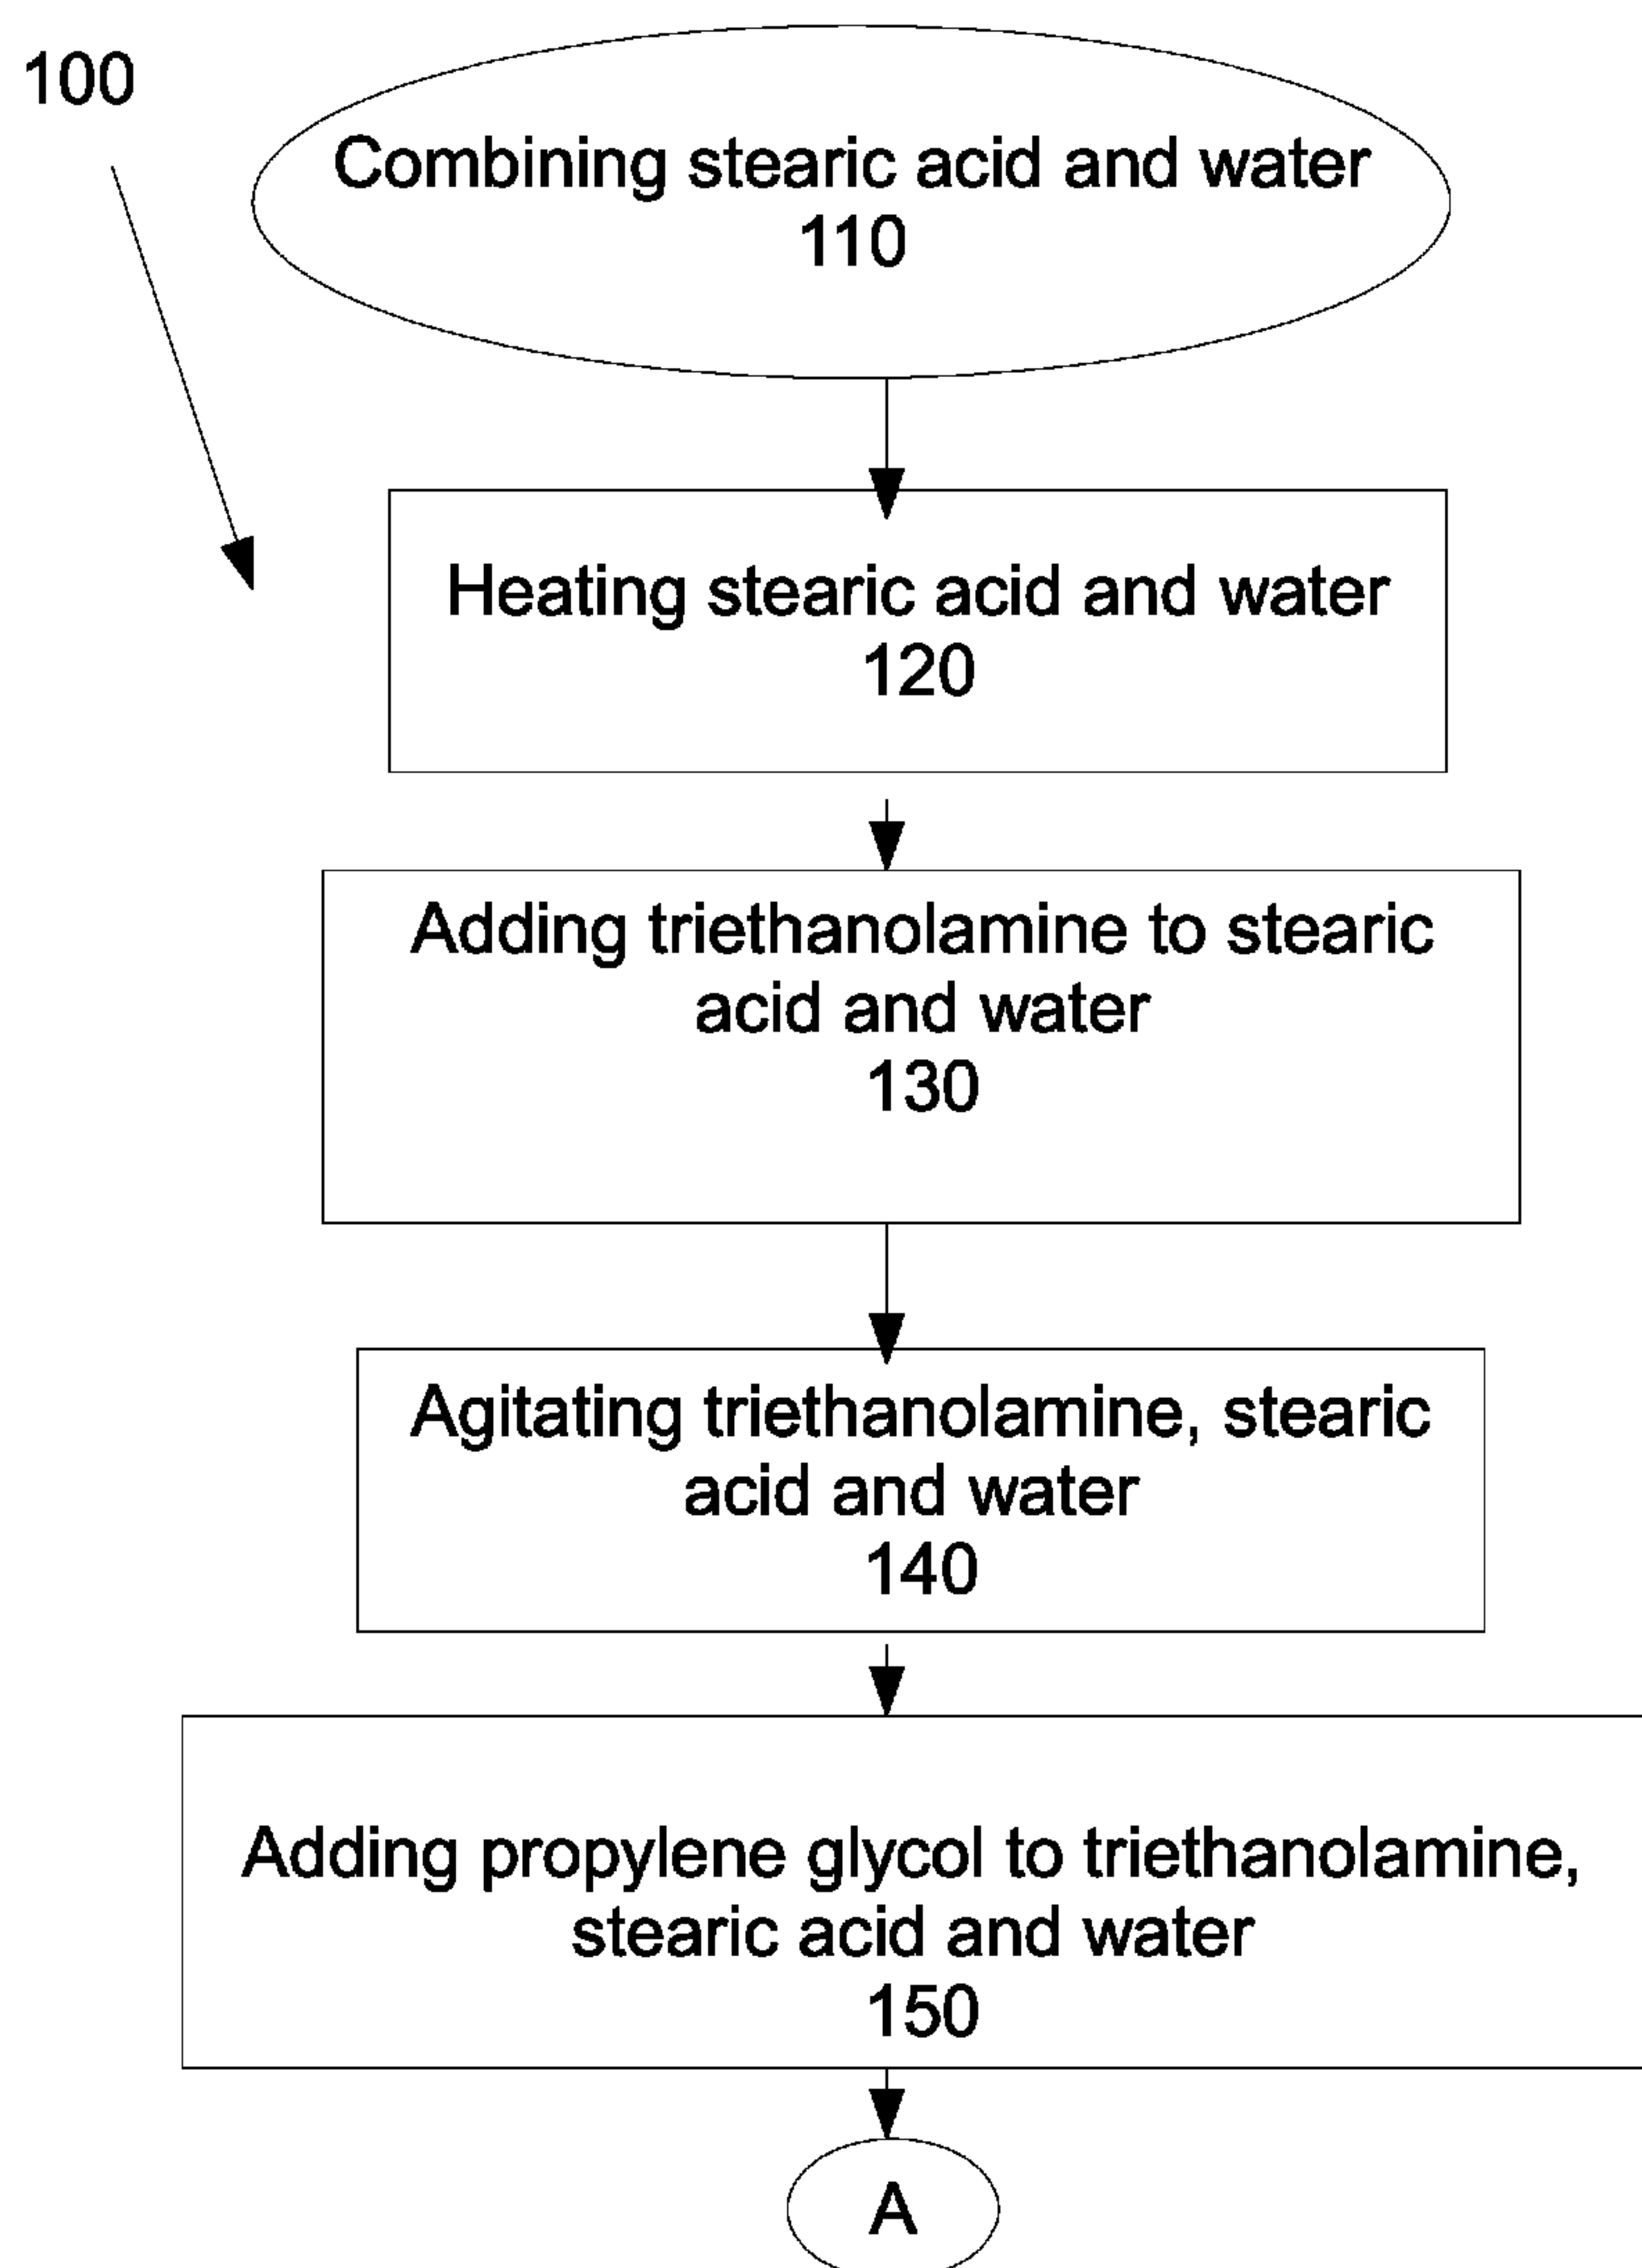 100
Combining stearic acid and water
110
Heating stearic acid and water
120
Adding triethanolamine to stearic
acid and water
130
Agitating triethanolamine, stearic
acid and water
140
Adding propylene glycol to triethanolamine,
stearic acid and water
150
A